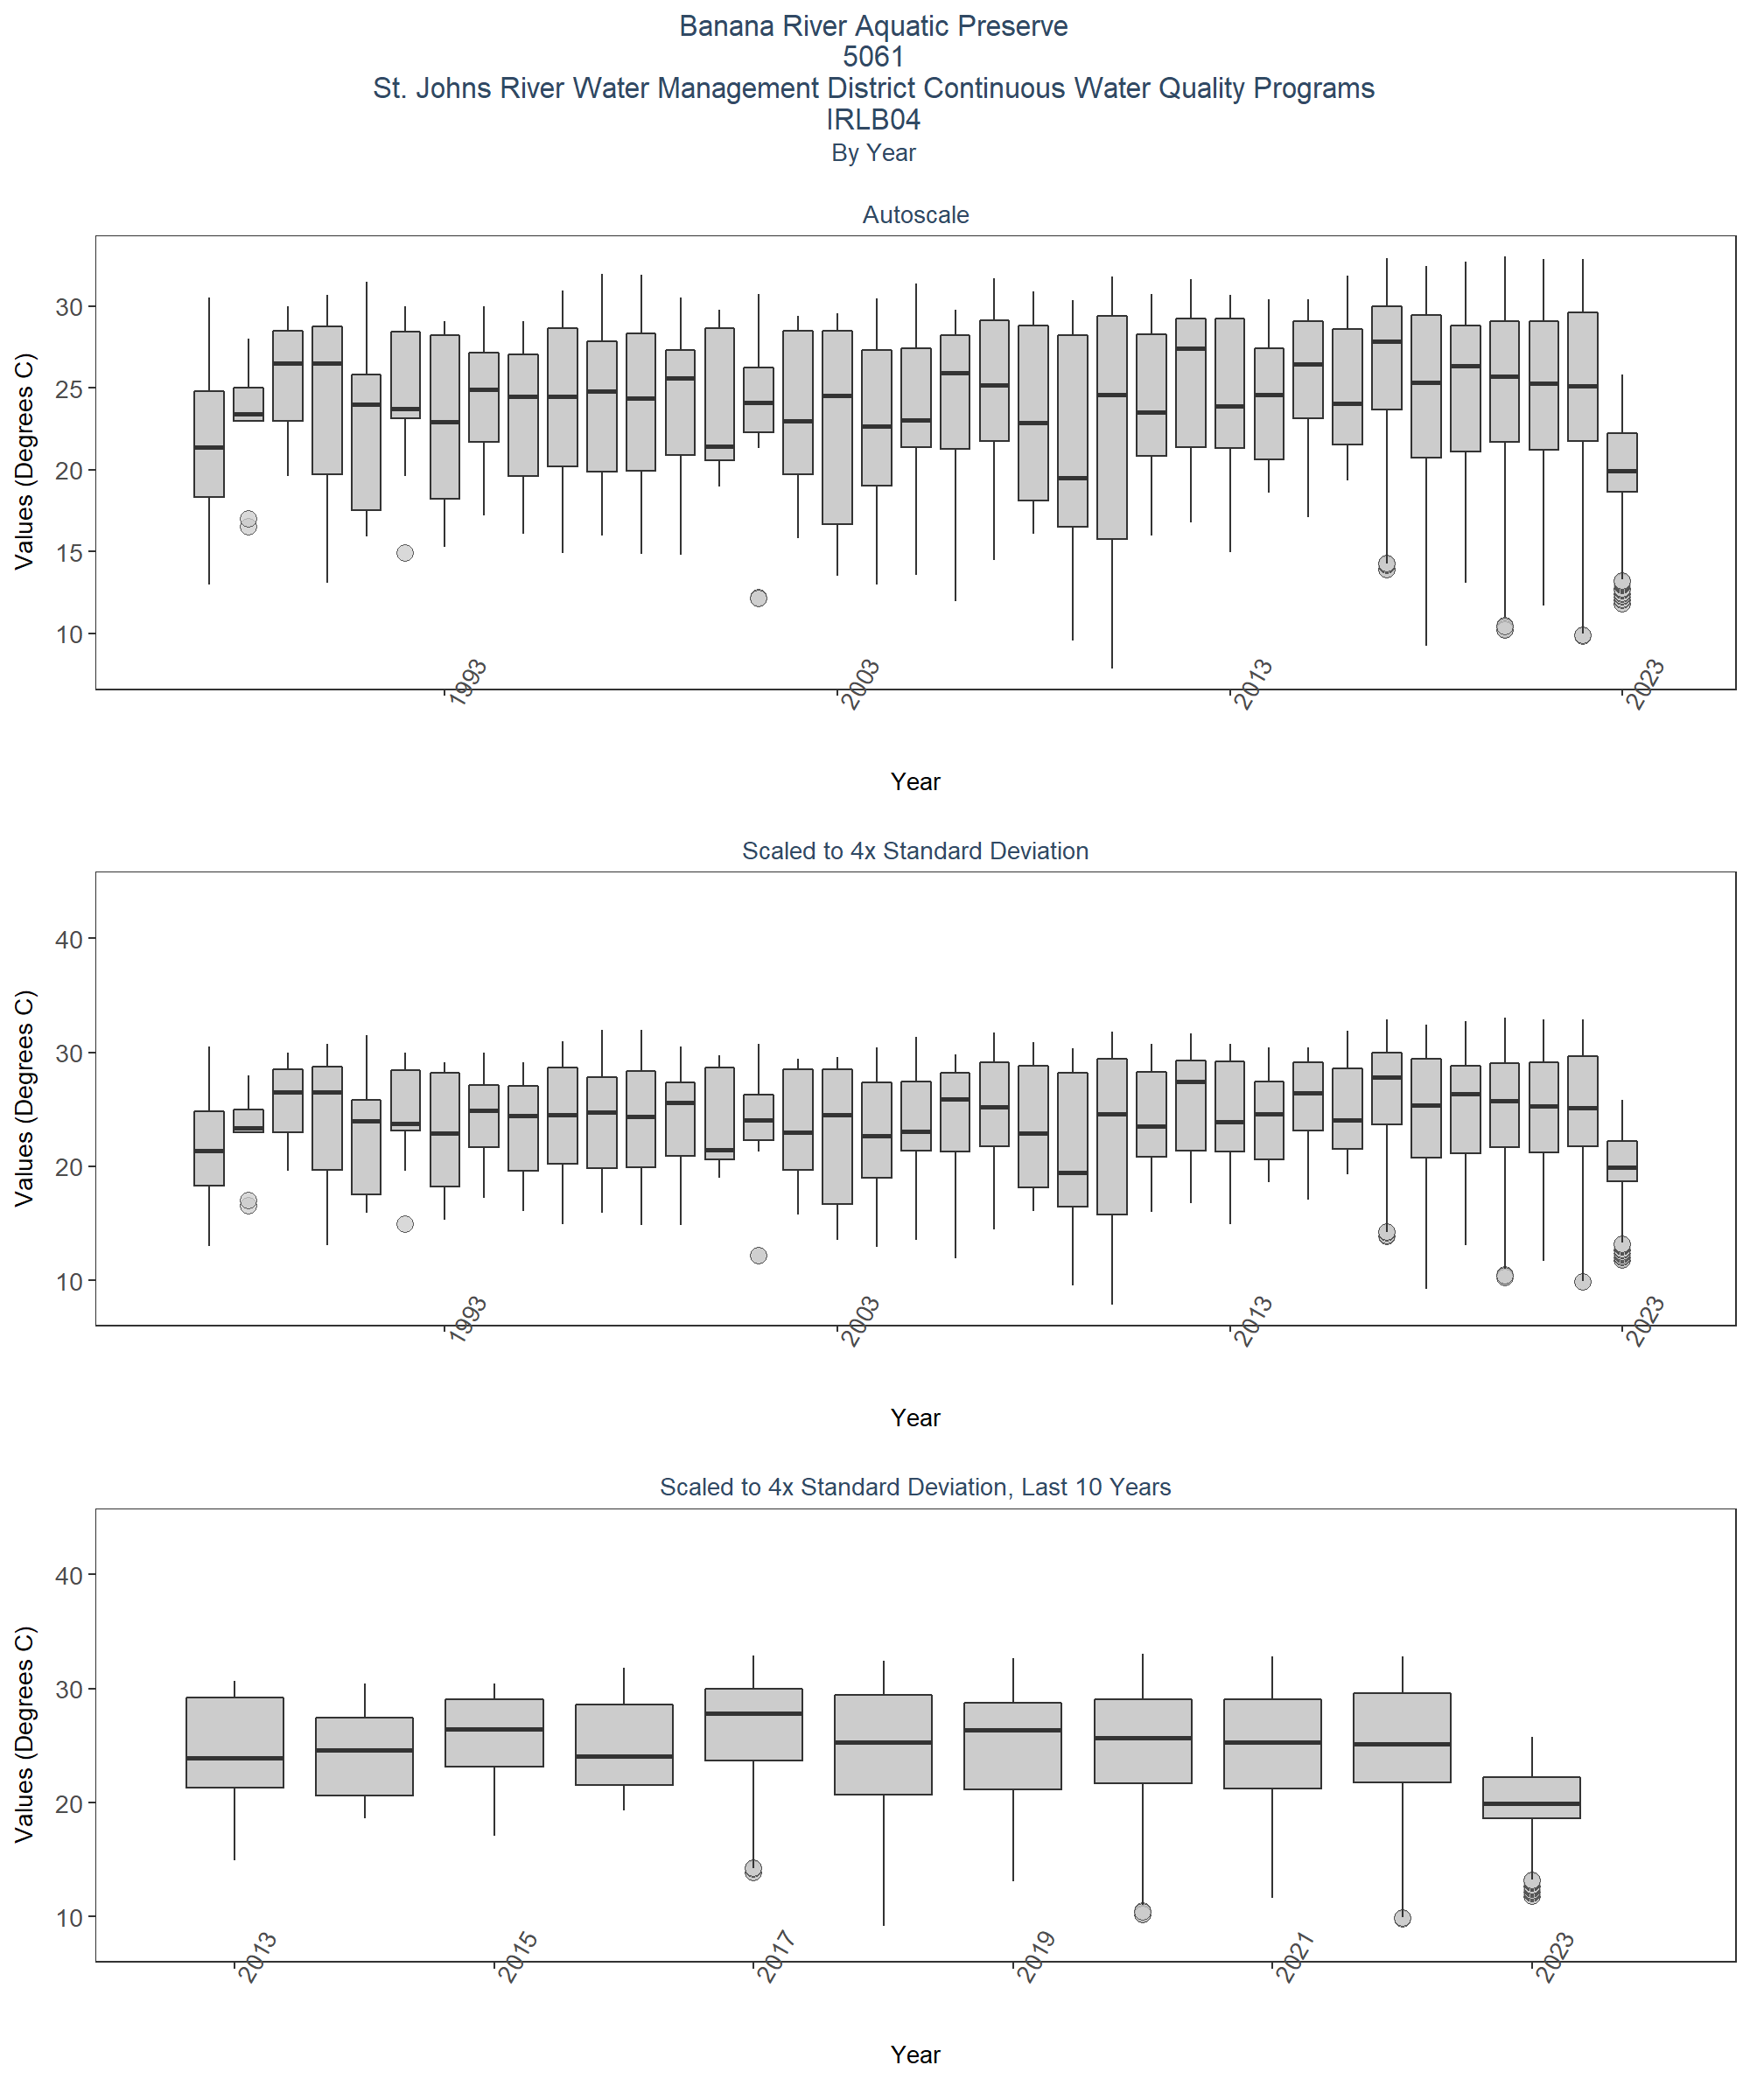 Banana River Aquatic Preserve
5061
St. Johns River Water Management District Continuous Water Quality Programs
IRLB04
By Year
Autoscale
Values (Degrees C)
30
25
20
15
10
1993
2003
2013
2023
Year
Scaled to 4x Standard Deviation
Values (Degrees C)
40
30
20
10
1993
2003
2013
2023
Year
Scaled to 4x Standard Deviation, Last 10 Years
Values (Degrees C)
40
30
20
10
2013
2015
2017
2019
2021
2023
Year